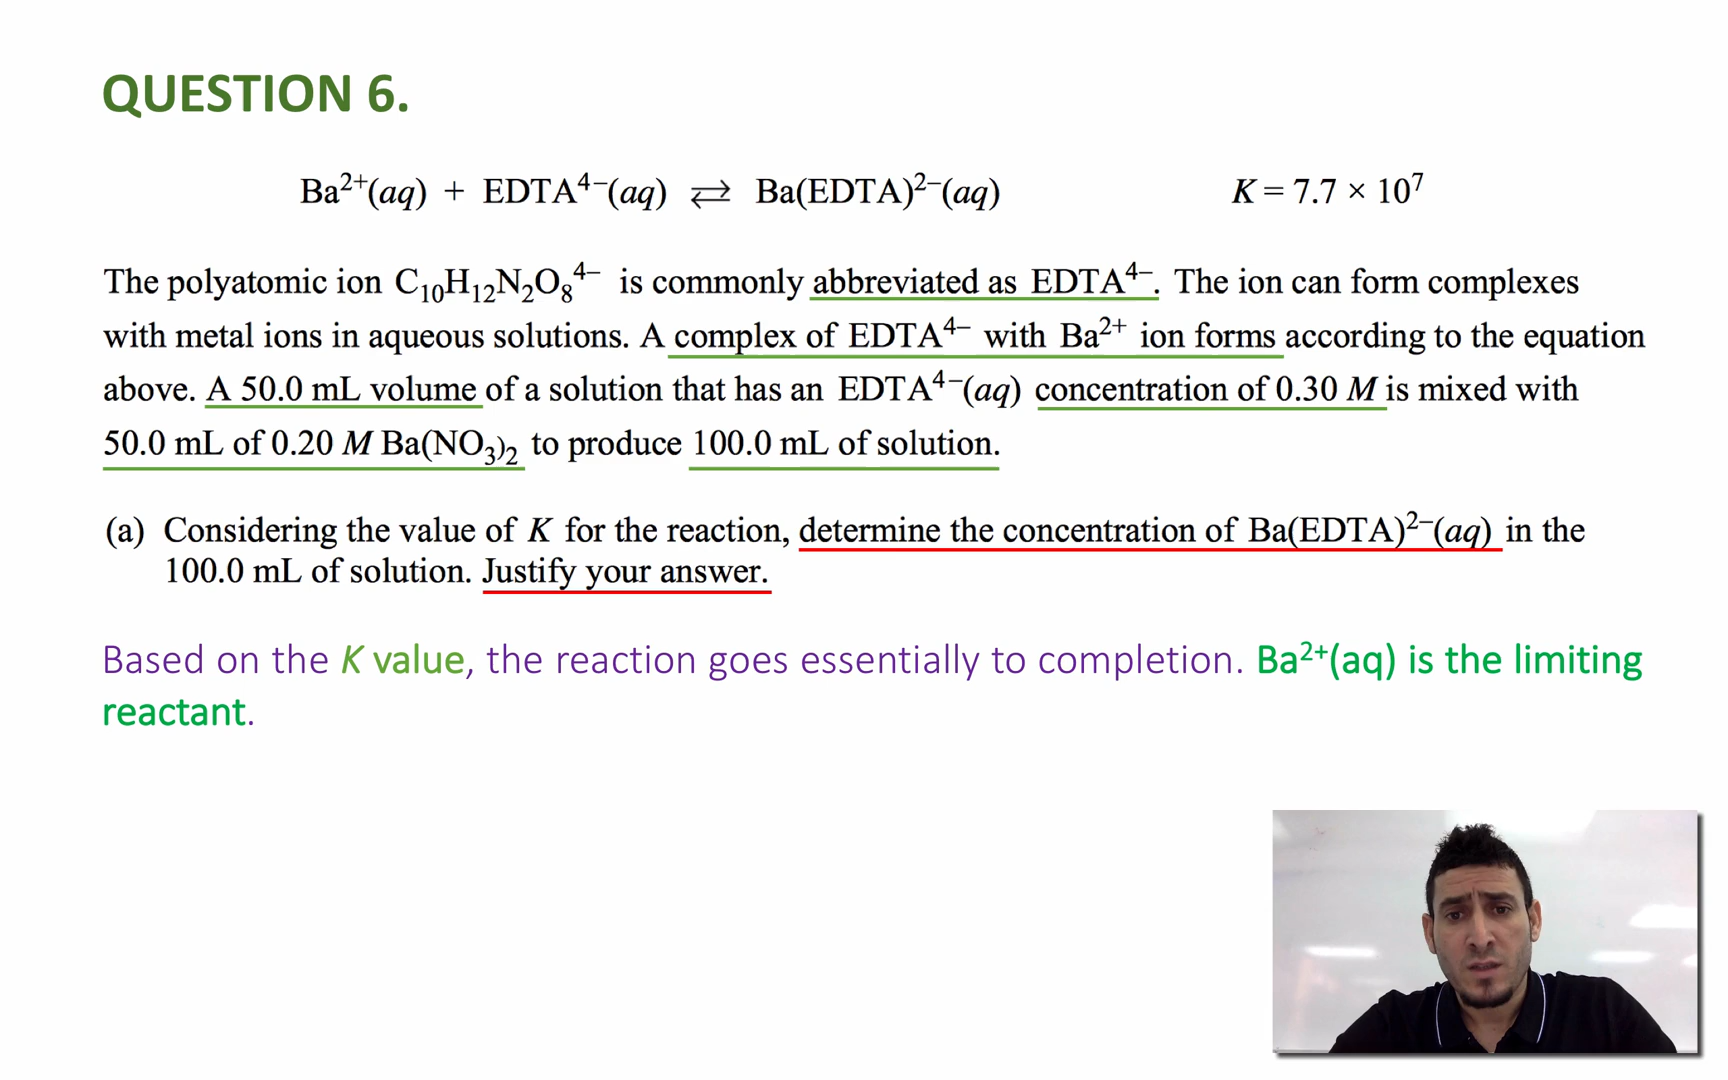 QUESTION 6.
Ba²⁺(aq) + EDTA⁴⁻(aq) ⇄ Ba(EDTA)²⁻(aq) K = 7.7 × 10⁷
The polyatomic ion C₁₀H₁₂N₂O₈⁴⁻ is commonly abbreviated as EDTA⁴⁻. The ion can form complexes
with metal ions in aqueous solutions. A complex of EDTA⁴⁻ with Ba²⁺ ion forms according to the equation
above. A 50.0 mL volume of a solution that has an EDTA⁴⁻(aq) concentration of 0.30 M is mixed with
50.0 mL of 0.20 M Ba(NO₃)₂ to produce 100.0 mL of solution.
(a) Considering the value of K for the reaction, determine the concentration of Ba(EDTA)²⁻(aq) in the
100.0 mL of solution. Justify your answer.
Based on the K value, the reaction goes essentially to completion. Ba²⁺(aq) is the limiting
reactant.